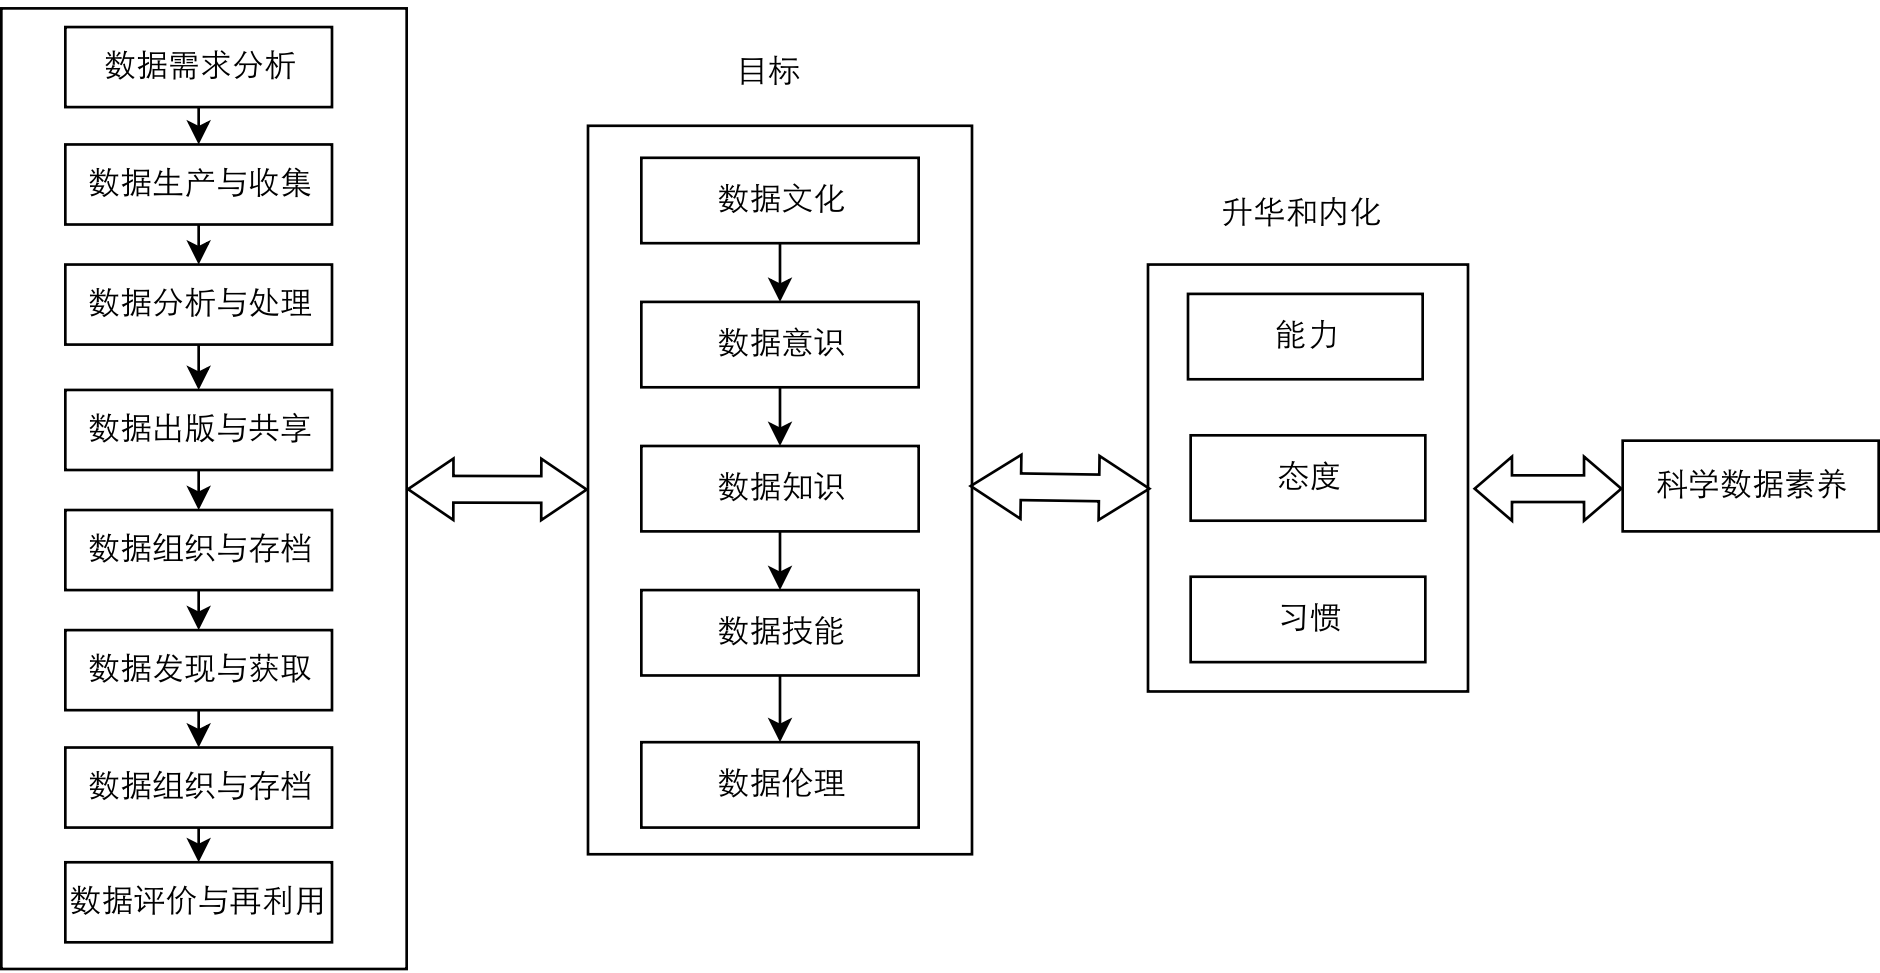 数据需求分析
数据生产与收集
数据分析与处理
数据出版与共享
数据组织与存档
数据发现与获取
数据组织与存档
数据评价与再利用
目标
数据文化
数据意识
数据知识
数据技能
数据伦理
升华和内化
能力
态度
习惯
科学数据素养